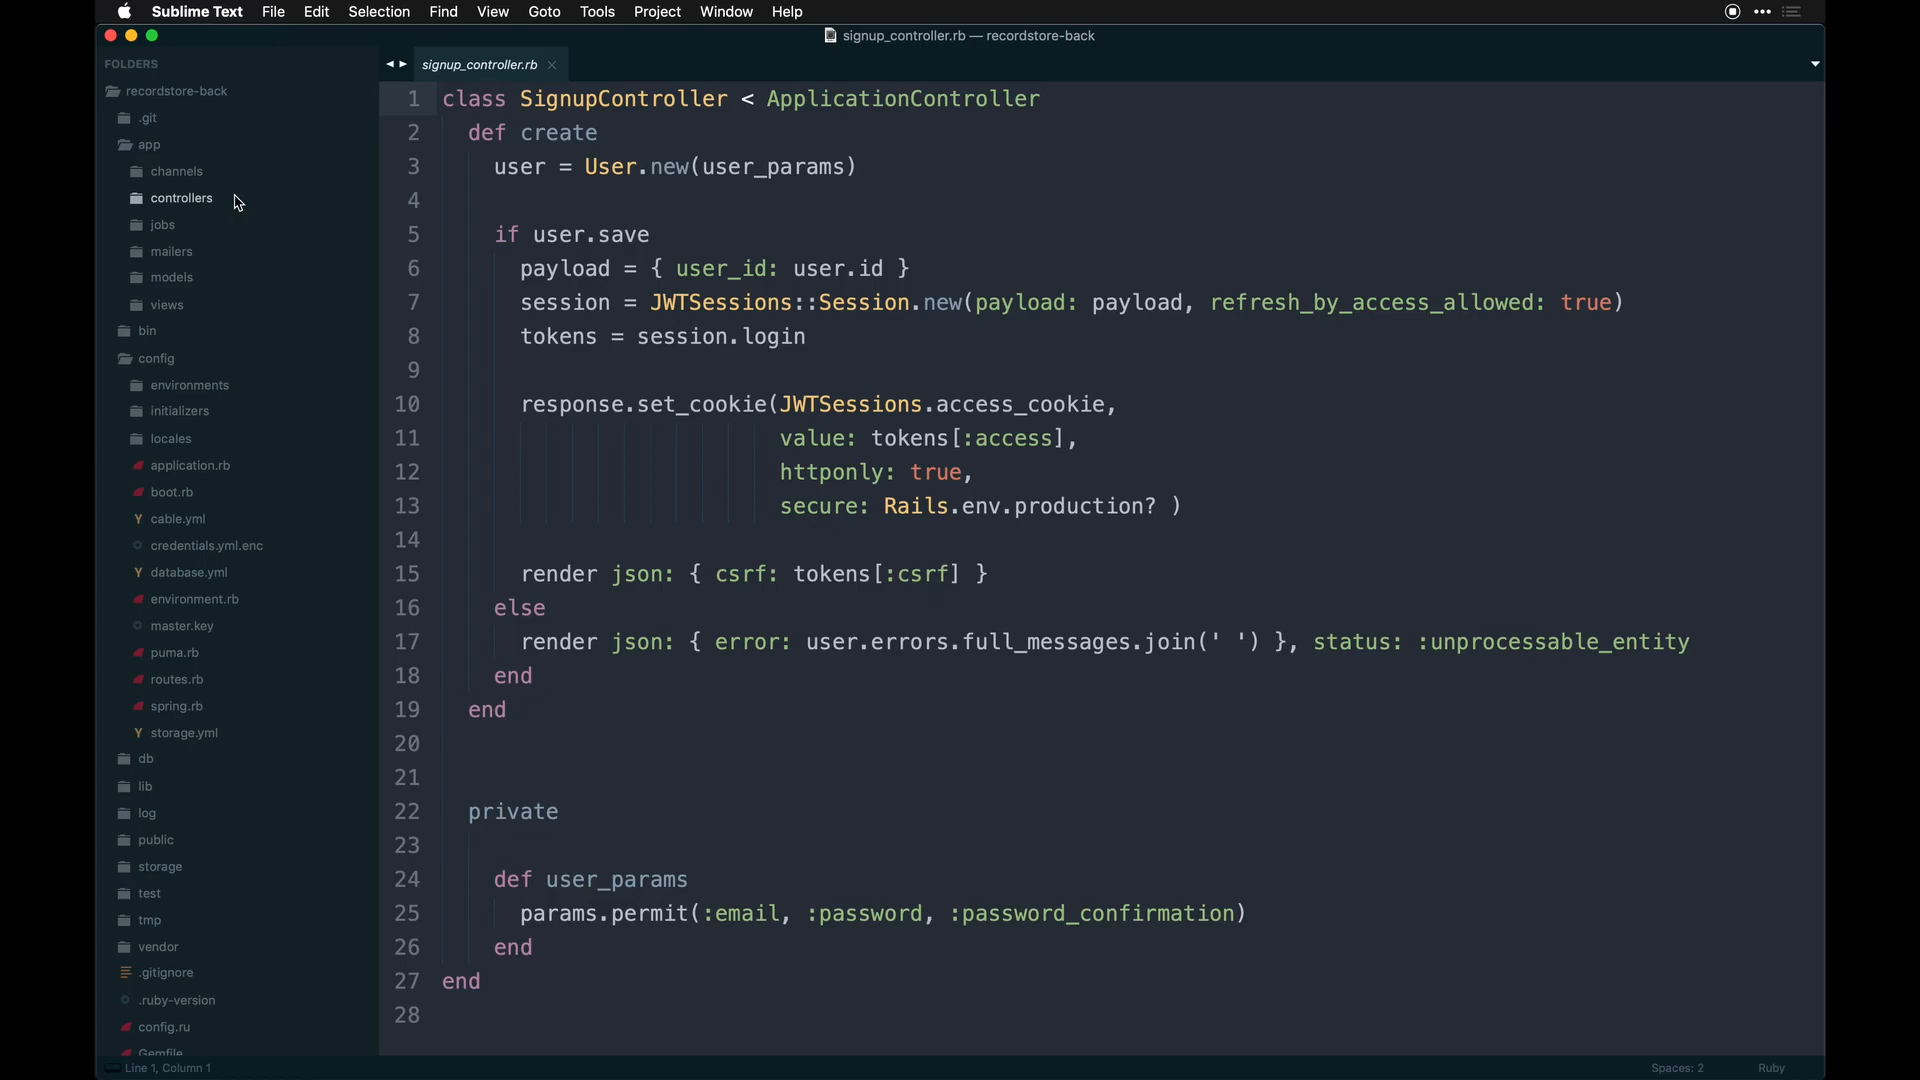 Sublime Text File Edit Selection Find View Goto Tools Project Window Help
signup_controller.rb — recordstore-back
FOLDERS
recordstore-back
.git
app
channels
controllers
jobs
mailers
models
views
bin
config
environments
initializers
locales
application.rb
boot.rb
cable.yml
credentials.yml.enc
database.yml
environment.rb
master.key
puma.rb
routes.rb
spring.rb
storage.yml
db
lib
log
public
storage
test
tmp
vendor
.gitignore
.ruby-version
config.ru
Gemfile
signup_controller.rb
1 class SignupController < ApplicationController
2 def create
3 user = User.new(user_params)
4
5 if user.save
6 payload = { user_id: user.id }
7 session = JWTSessions::Session.new(payload: payload, refresh_by_access_allowed: true)
8 tokens = session.login
9
10 response.set_cookie(JWTSessions.access_cookie,
11 value: tokens[:access],
12 httponly: true,
13 secure: Rails.env.production? )
14
15 render json: { csrf: tokens[:csrf] }
16 else
17 render json: { error: user.errors.full_messages.join(' ') }, status: :unprocessable_entity
18 end
19 end
20
21
22 private
23
24 def user_params
25 params.permit(:email, :password, :password_confirmation)
26 end
27 end
28
Line 1, Column 1 Spaces: 2 Ruby